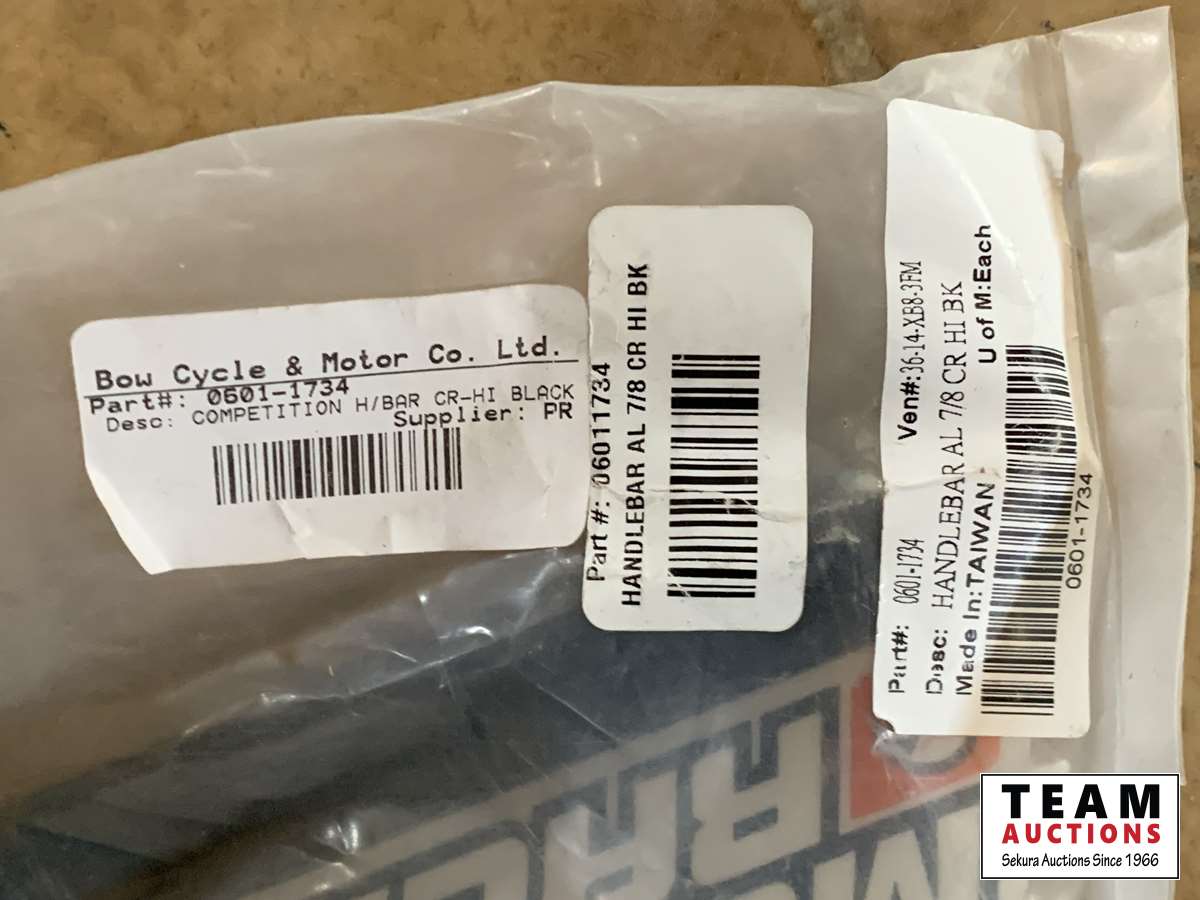 Bow Cycle & Motor Co. Ltd.
Part#: 0601-1734
Desc: COMPETITION H/BAR CR-HI BLACK
Supplier: PR
Part #: 06011734
HANDLEBAR AL 7/8 CR HI BK
Part#: 0601-1734 Ven#:36-14-XB8-3FM
Desc: HANDLEBAR AL 7/8 CR HI BK
Made In:TAIWAN U of M:Each
0601-1734
TEAM
AUCTIONS
Sekura Auctions Since 1966